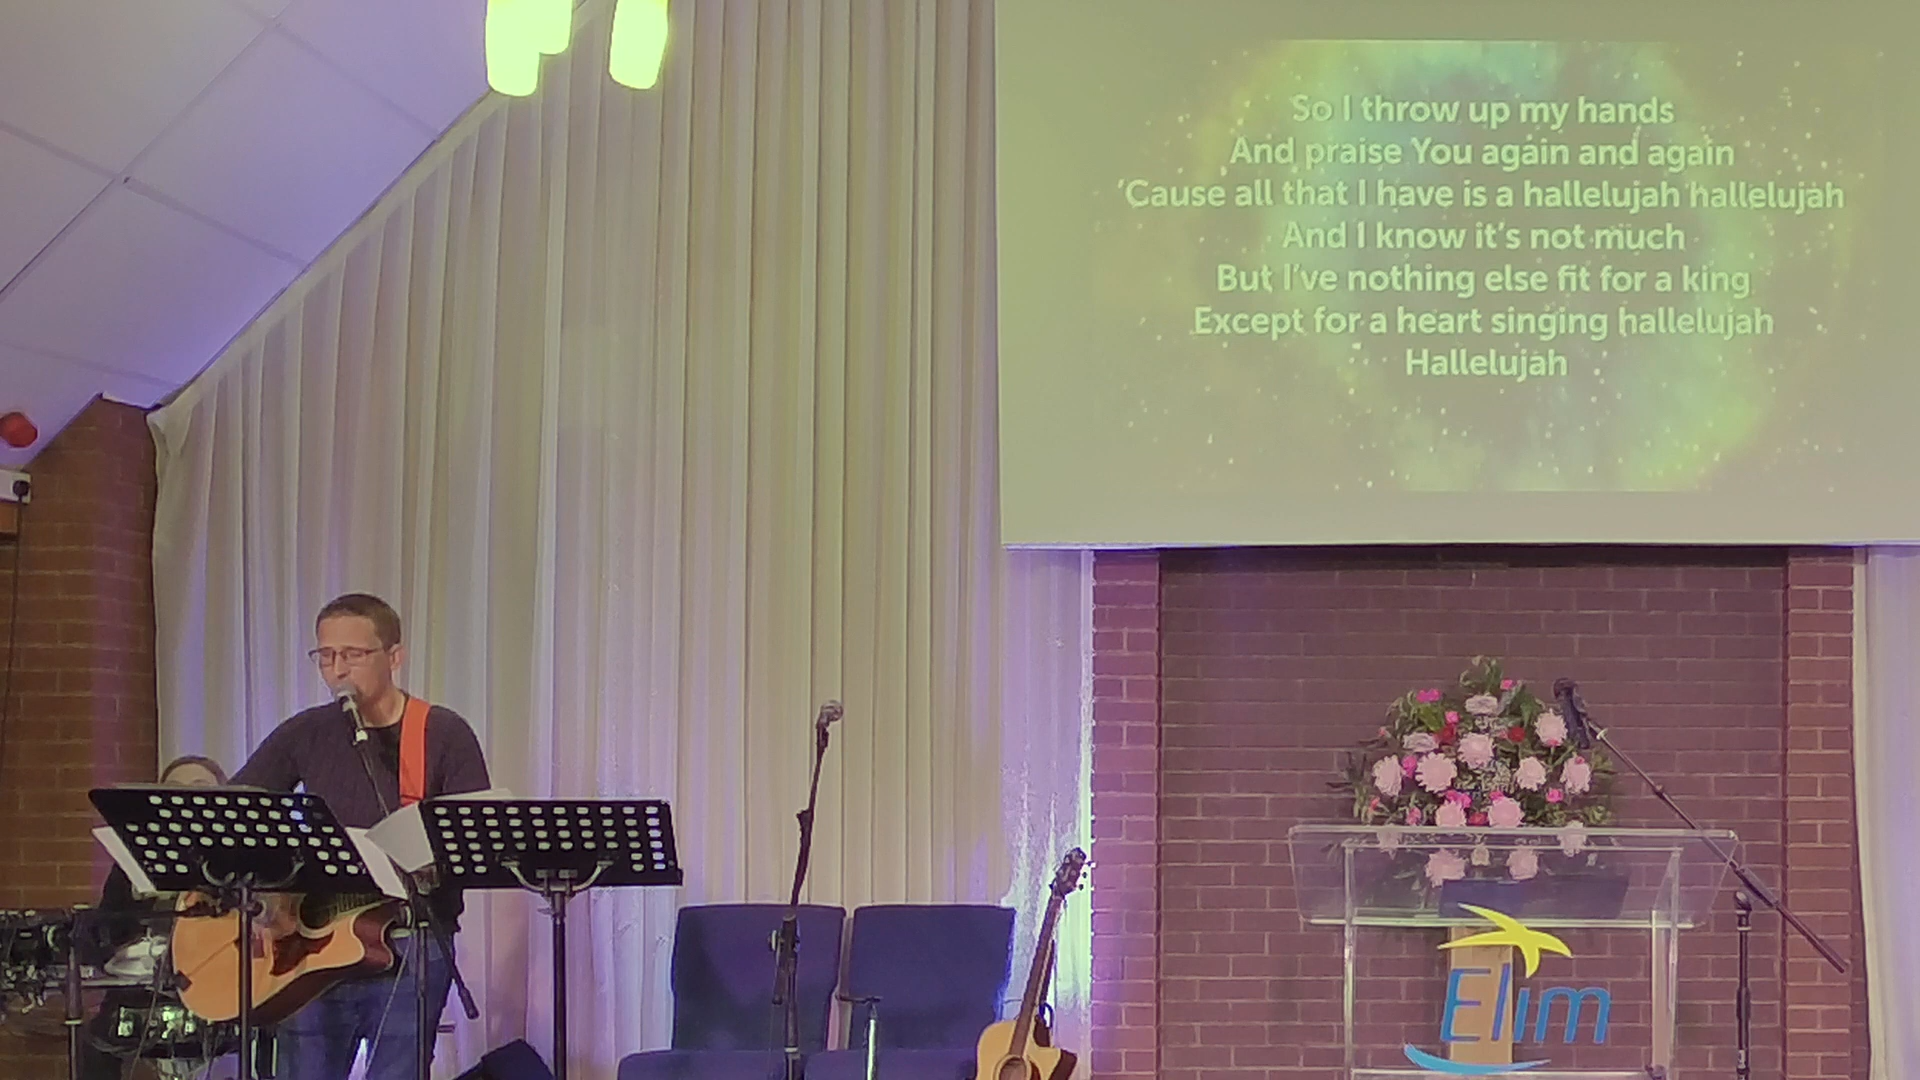 So I throw up my hands
And praise You again and again
'Cause all that I have is a hallelujah hallelujah
And I know it's not much
But I've nothing else fit for a king
Except for a heart singing hallelujah
Hallelujah
Elim